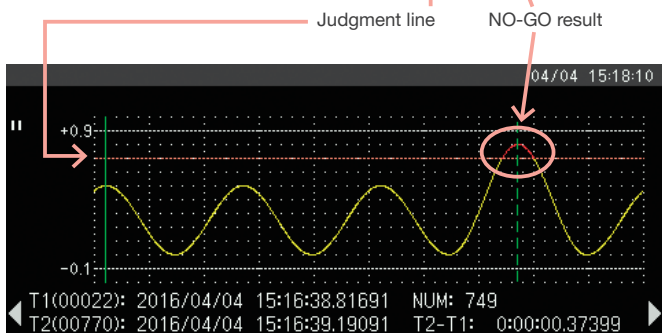 Judgment line NO-GO result
04/04 15:18:10
+0.9
-0.1
T1(00022): 2016/04/04 15:16:38.81691 NUM: 749
T2(00770): 2016/04/04 15:16:39.19091 T2-T1: 0:00:00.37399